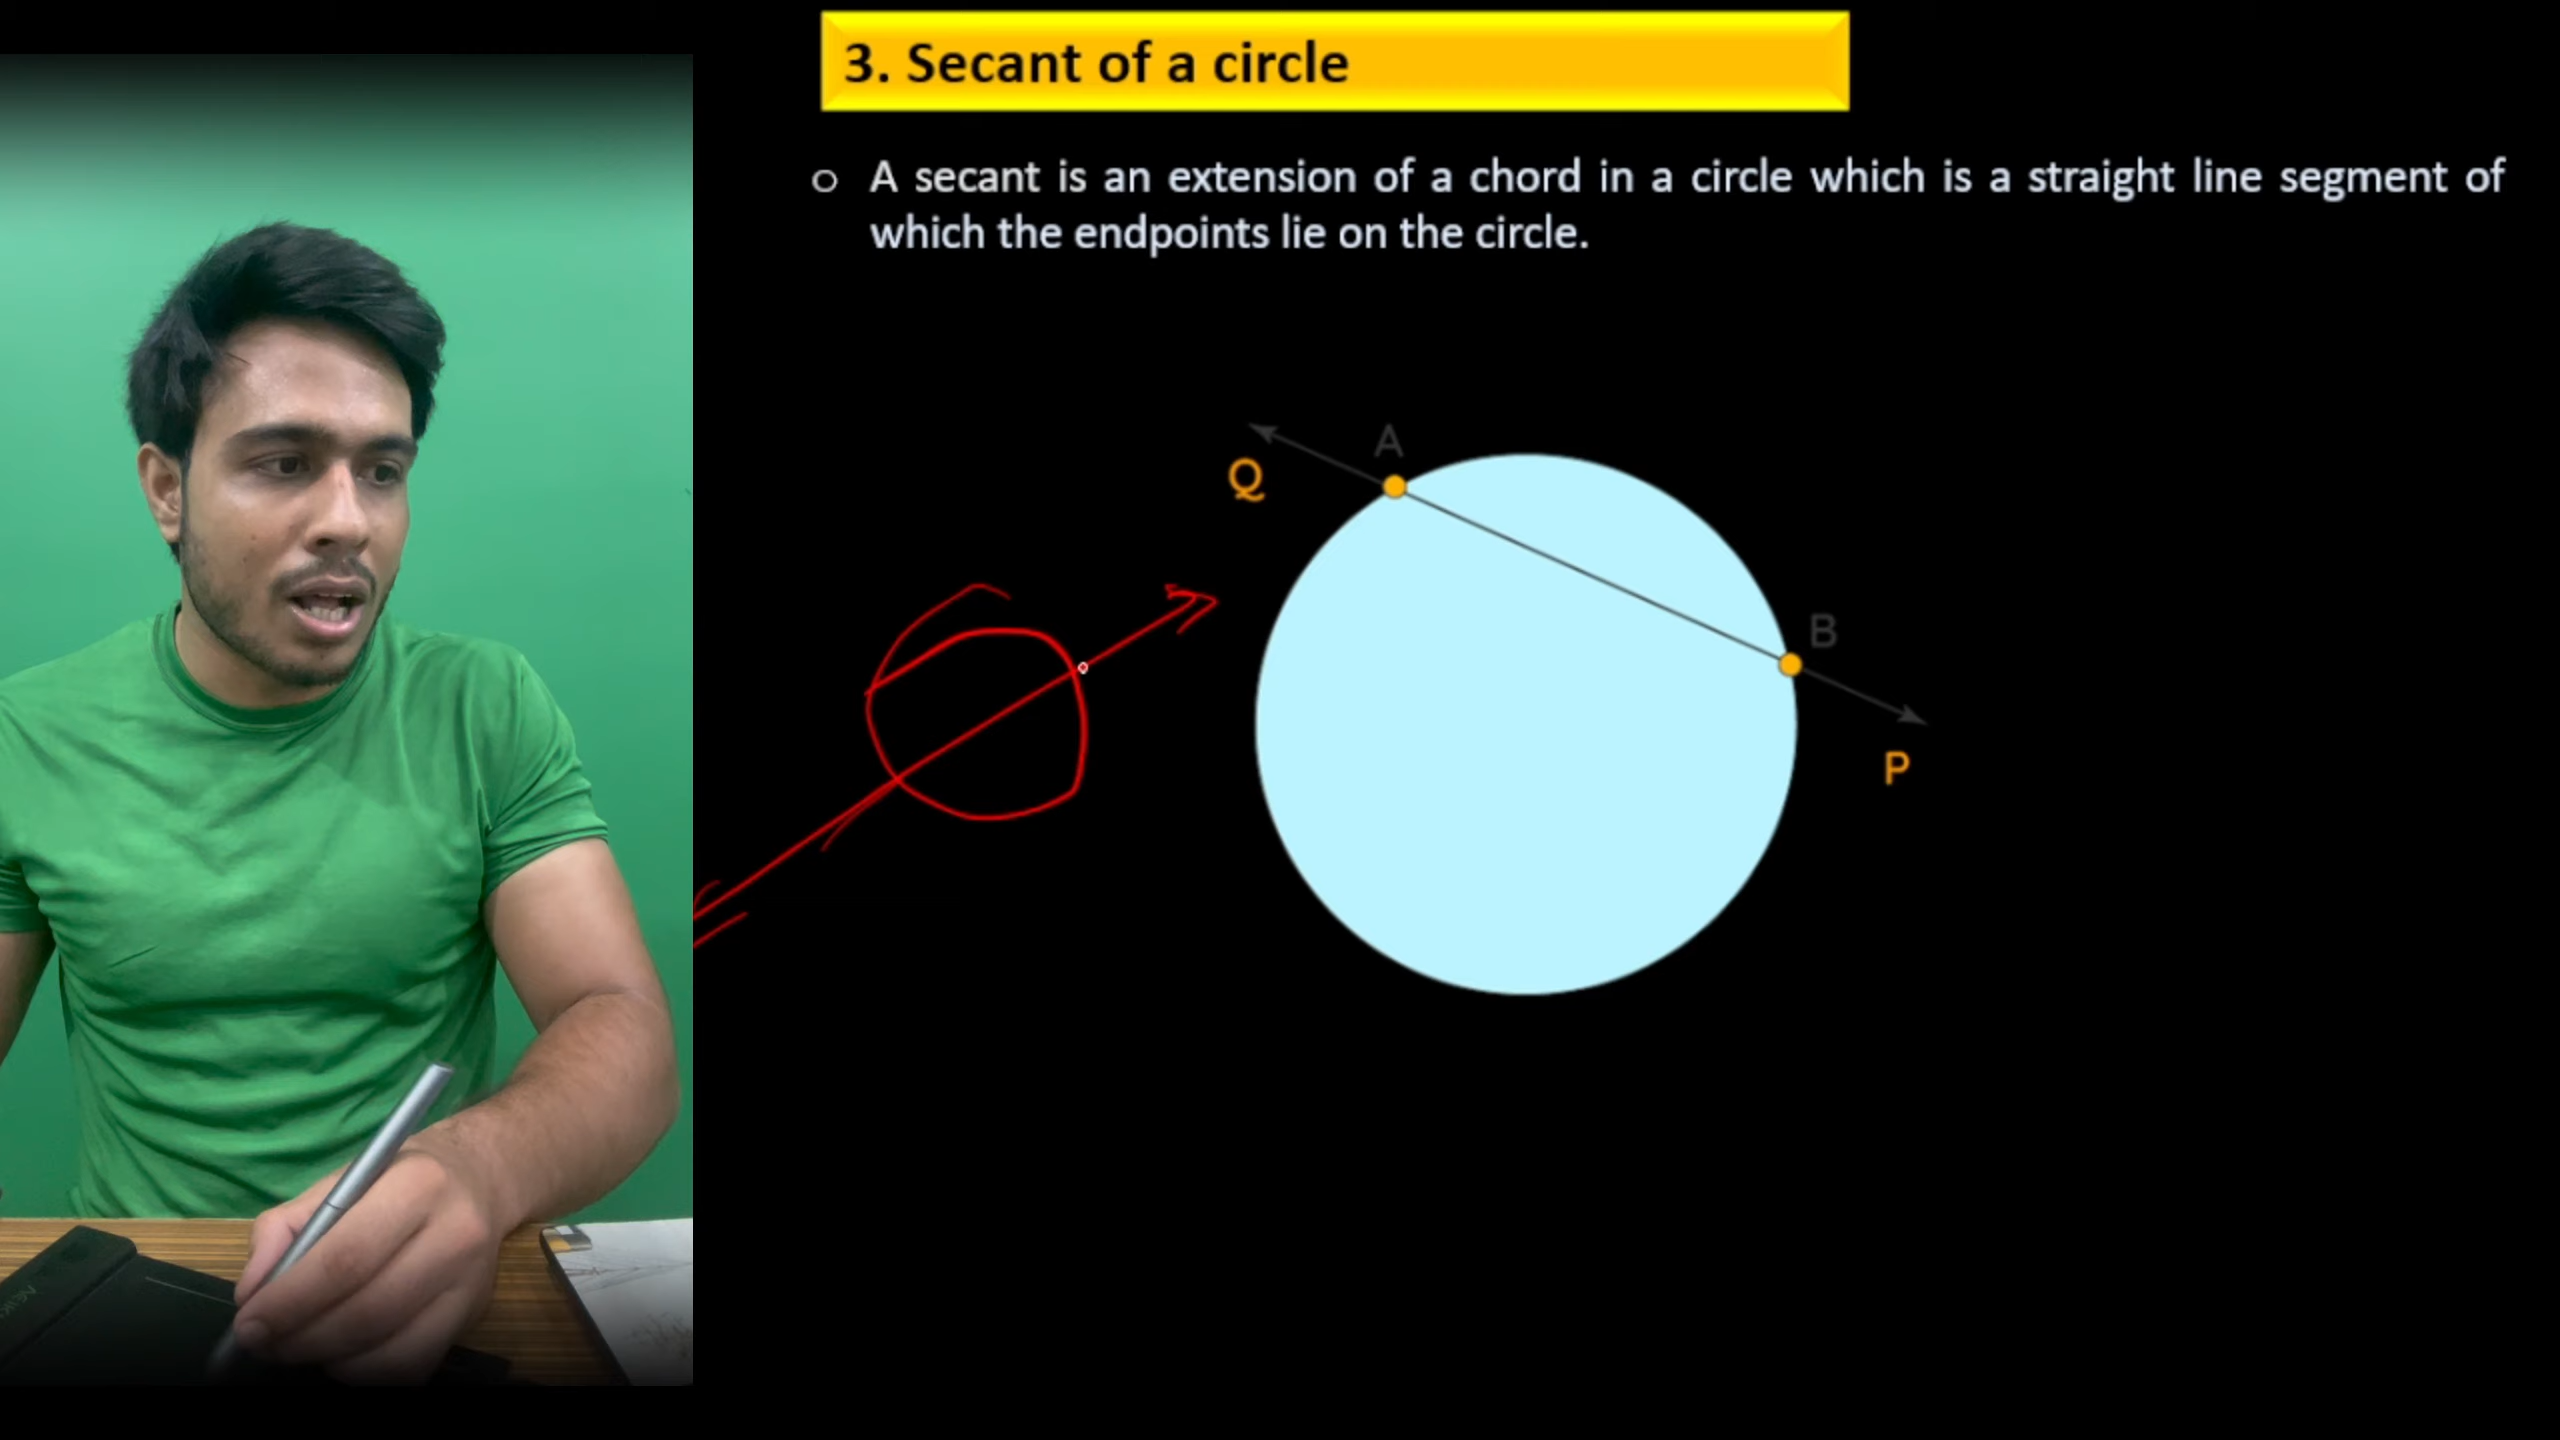 3. Secant of a circle
o A secant is an extension of a chord in a circle which is a straight line segment of
which the endpoints lie on the circle.
A
Q
B
P